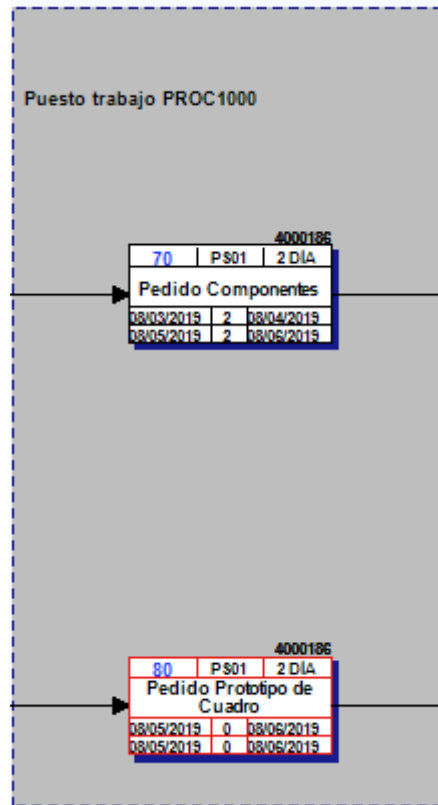 Puesto trabajo PROC1000
4000186
70 PS01 2 DÍA
Pedido Componentes
08/03/2019 2 08/04/2019
08/05/2019 2 08/06/2019
4000186
80 PS01 2 DÍA
Pedido Prototipo de
Cuadro
08/05/2019 0 08/06/2019
08/05/2019 0 08/06/2019